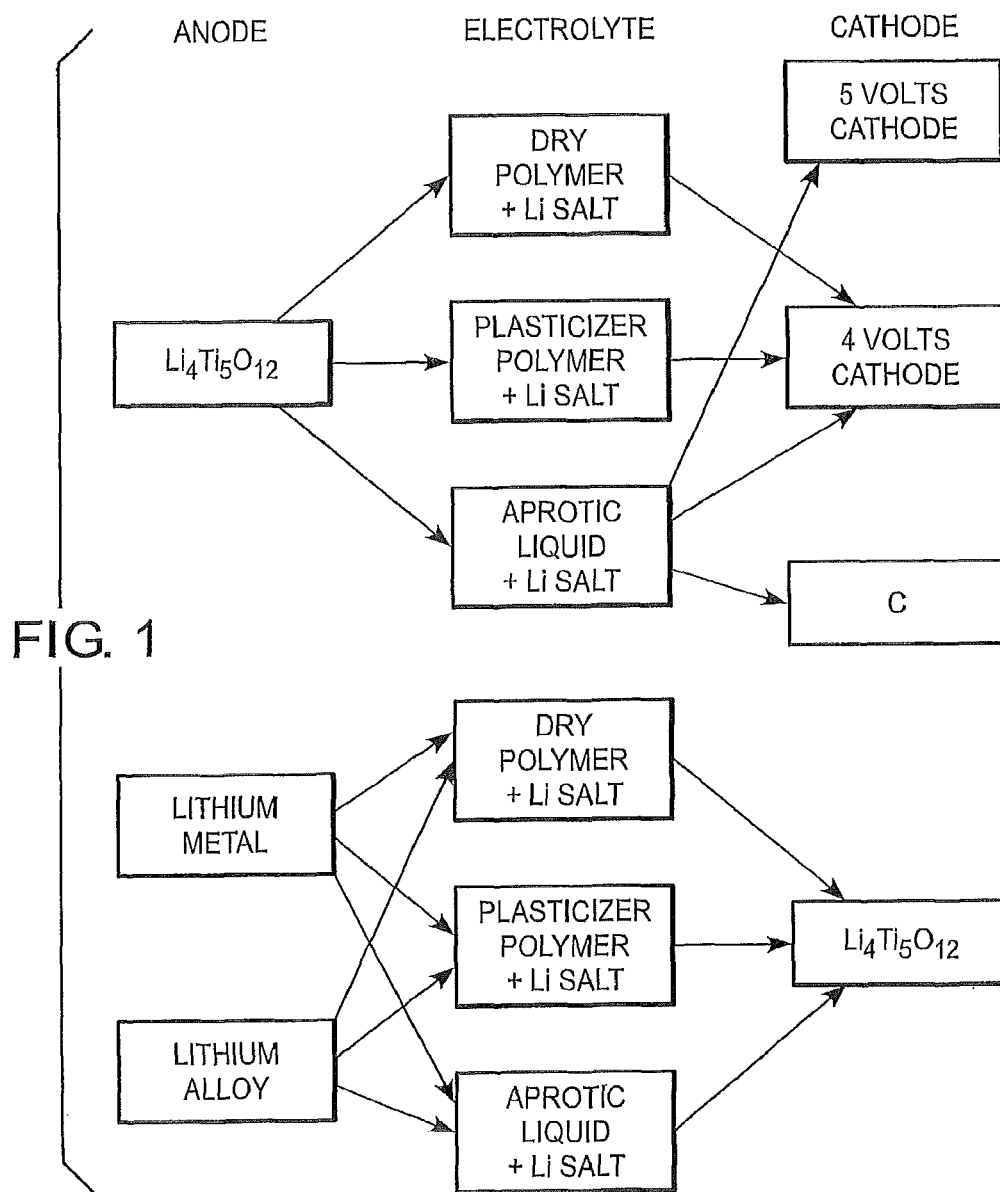 ANODE
ELECTROLYTE
CATHODE
5 VOLTS
CATHODE
DRY
POLYMER
+ Li SALT
Li₄Ti₅O₁₂
PLASTICIZER
POLYMER
+ Li SALT
4 VOLTS
CATHODE
APROTIC
LIQUID
+ Li SALT
C
FIG. 1
LITHIUM
METAL
DRY
POLYMER
+ Li SALT
PLASTICIZER
POLYMER
+ Li SALT
Li₄Ti₅O₁₂
LITHIUM
ALLOY
APROTIC
LIQUID
+ Li SALT